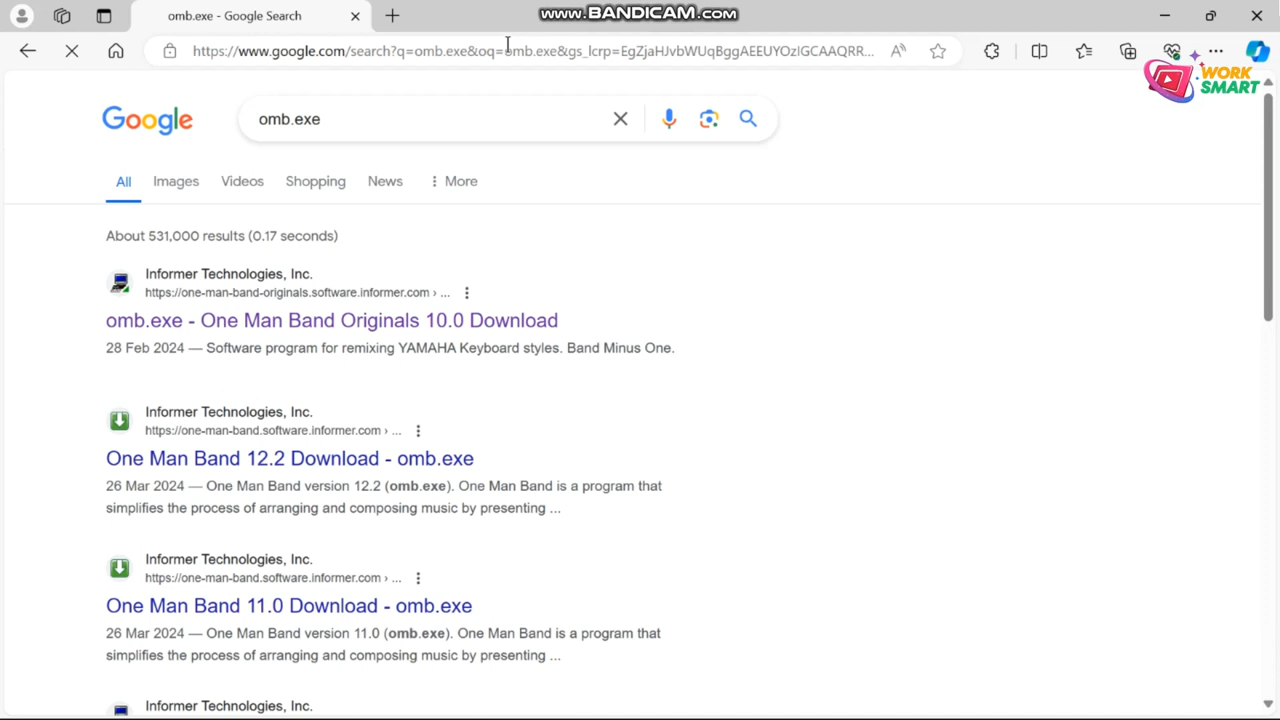 omb.exe - Google Search
www.BANDICAM.com
https://www.google.com/search?q=omb.exe&oq=omb.exe&gs_lcrp=EgZjaHJvbWUqBggAEEUYOzIGCAAQRR...
WORK
SMART
Google
omb.exe
All
Images
Videos
Shopping
News
More
About 531,000 results (0.17 seconds)
Informer Technologies, Inc.
https://one-man-band-originals.software.informer.com › ...
omb.exe - One Man Band Originals 10.0 Download
28 Feb 2024 — Software program for remixing YAMAHA Keyboard styles. Band Minus One.
Informer Technologies, Inc.
https://one-man-band.software.informer.com › ...
One Man Band 12.2 Download - omb.exe
26 Mar 2024 — One Man Band version 12.2 (omb.exe). One Man Band is a program that
simplifies the process of arranging and composing music by presenting ...
Informer Technologies, Inc.
https://one-man-band.software.informer.com › ...
One Man Band 11.0 Download - omb.exe
26 Mar 2024 — One Man Band version 11.0 (omb.exe). One Man Band is a program that
simplifies the process of arranging and composing music by presenting ...
Informer Technologies, Inc.